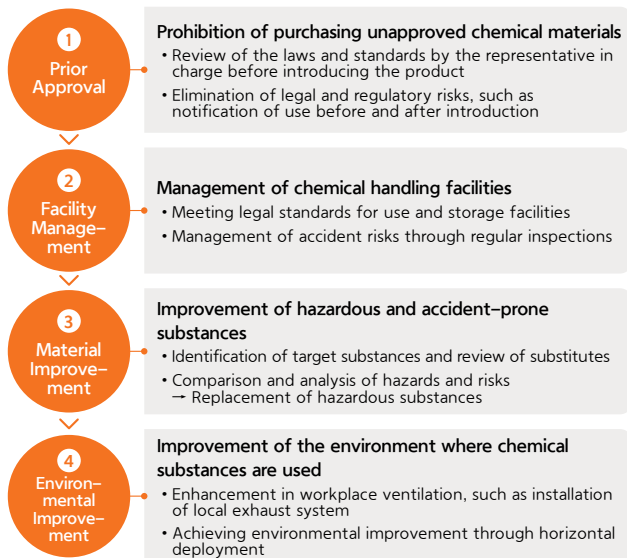 1
Prior
Approval
Prohibition of purchasing unapproved chemical materials
• Review of the laws and standards by the representative in
charge before introducing the product
• Elimination of legal and regulatory risks, such as
notification of use before and after introduction
2
Facility
Manage–
ment
Management of chemical handling facilities
• Meeting legal standards for use and storage facilities
• Management of accident risks through regular inspections
3
Material
Improve–
ment
Improvement of hazardous and accident–prone
substances
• Identification of target substances and review of substitutes
• Comparison and analysis of hazards and risks
→ Replacement of hazardous substances
4
Environ–
mental
Improve–
ment
Improvement of the environment where chemical
substances are used
• Enhancement in workplace ventilation, such as installation
of local exhaust system
• Achieving environmental improvement through horizontal
deployment